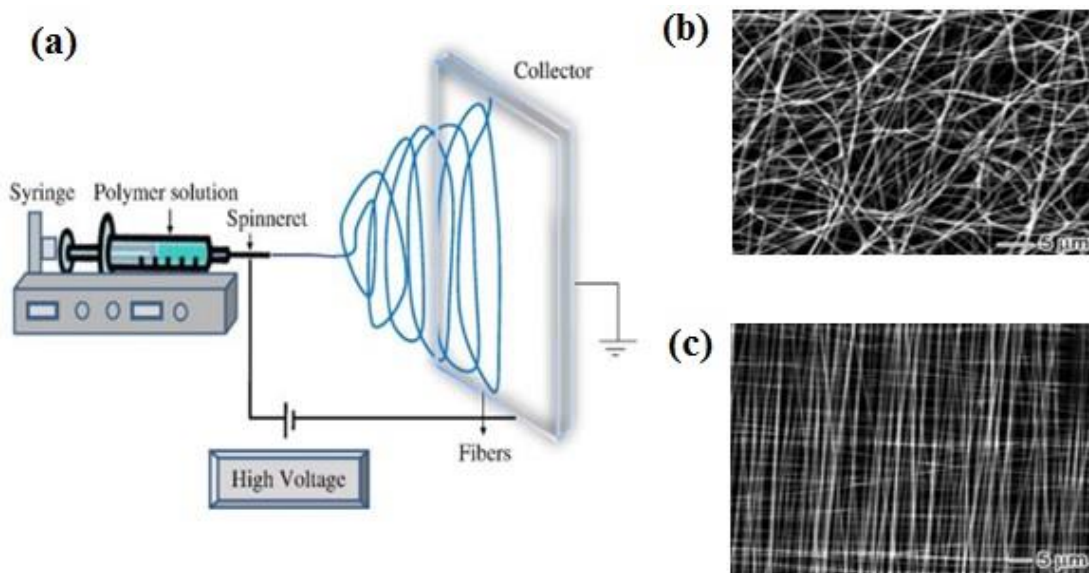 (a)
Collector
Syringe
Polymer solution
Spinneret
Fibers
High Voltage
(b)
5 µm
(c)
5 µm